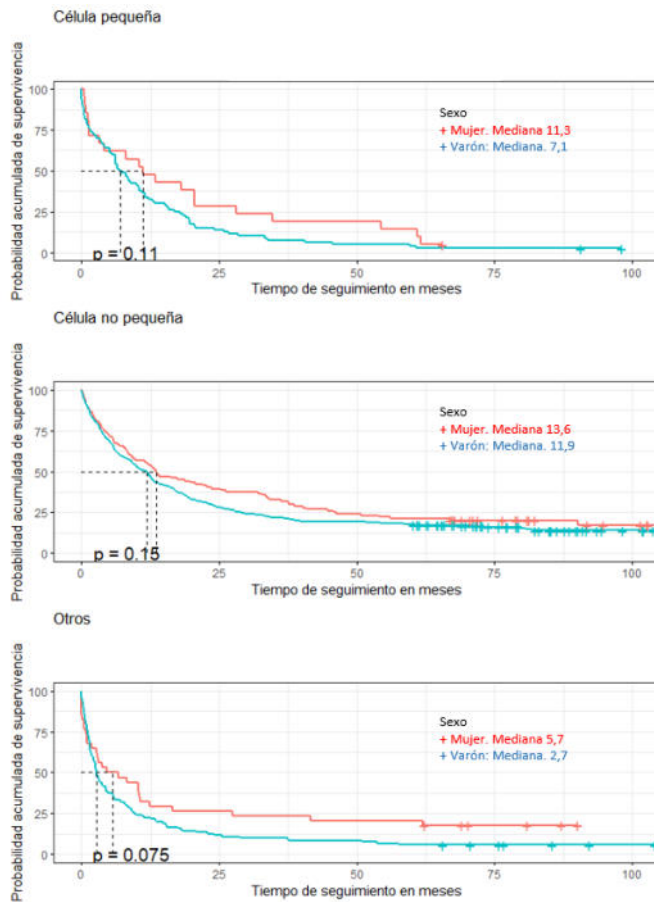 Célula pequeña
Probabilidad acumulada de supervivencia
100
75
50
25
0
Sexo
+ Mujer. Mediana 11,3
+ Varón: Mediana. 7,1
p = 0.11
0 25 50 75 100
Tiempo de seguimiento en meses
Célula no pequeña
Probabilidad acumulada de supervivencia
100
75
50
25
0
Sexo
+ Mujer. Mediana 13,6
+ Varón: Mediana. 11,9
p = 0.15
0 25 50 75 100
Tiempo de seguimiento en meses
Otros
Probabilidad acumulada de supervivencia
100
75
50
25
0
Sexo
+ Mujer. Mediana 5,7
+ Varón: Mediana. 2,7
p = 0.075
0 25 50 75 100
Tiempo de seguimiento en meses